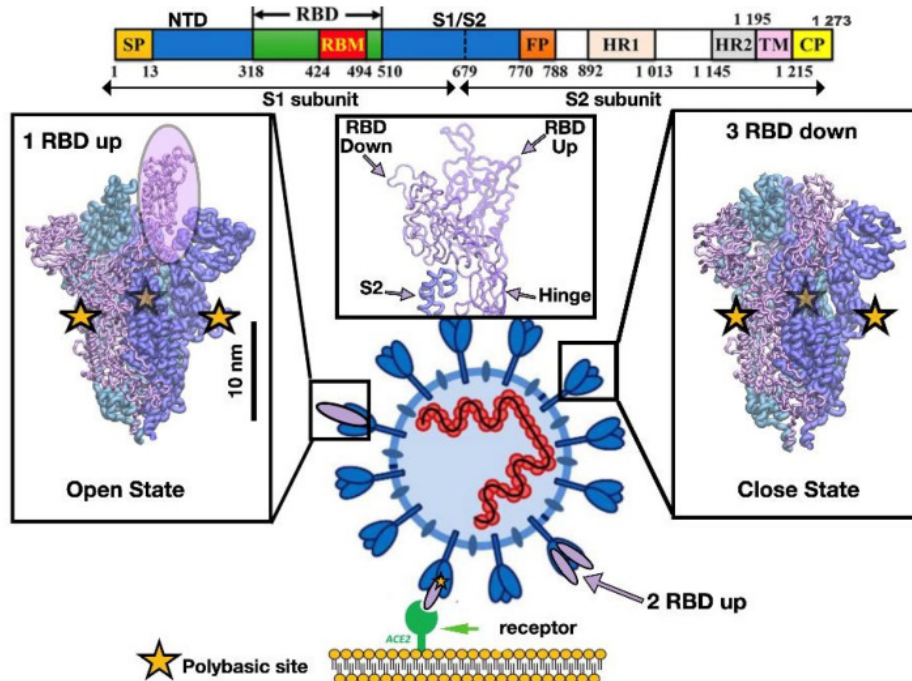 NTD RBD S1/S2 1 195 1 273
SP RBM FP HR1 HR2 TM CP
1 13 318 424 494 510 679 770 788 892 1 013 1 145 1 215
S1 subunit S2 subunit
1 RBD up
RBD
Down
RBD
Up
S2
Hinge
3 RBD down
10 nm
Open State
Close State
2 RBD up
ACE2
receptor
Polybasic site